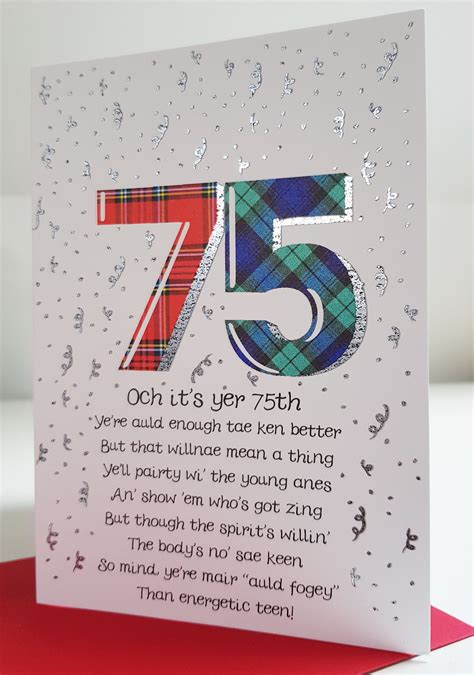 75
Och it's yer 75th
Ye're auld enough tae ken better
But that willnae mean a thing
Ye'll pairty wi' the young anes
An' show 'em who's got zing
But though the spirit's willin'
The body's no' sae keen
So mind, ye're mair "auld fogey"
Than energetic teen!